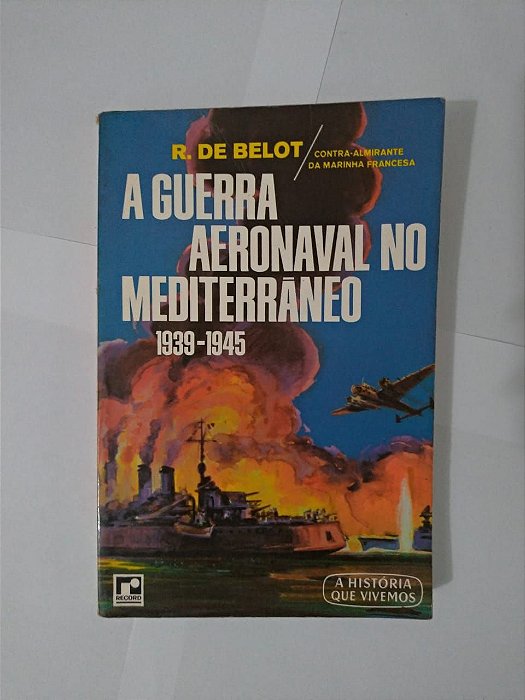 R. DE BELOT / CONTRA-ALMIRANTE
DA MARINHA FRANCESA
A GUERRA
AERONAVAL NO
MEDITERRÂNEO
1939-1945
RECORD
A HISTÓRIA
QUE VIVEMOS